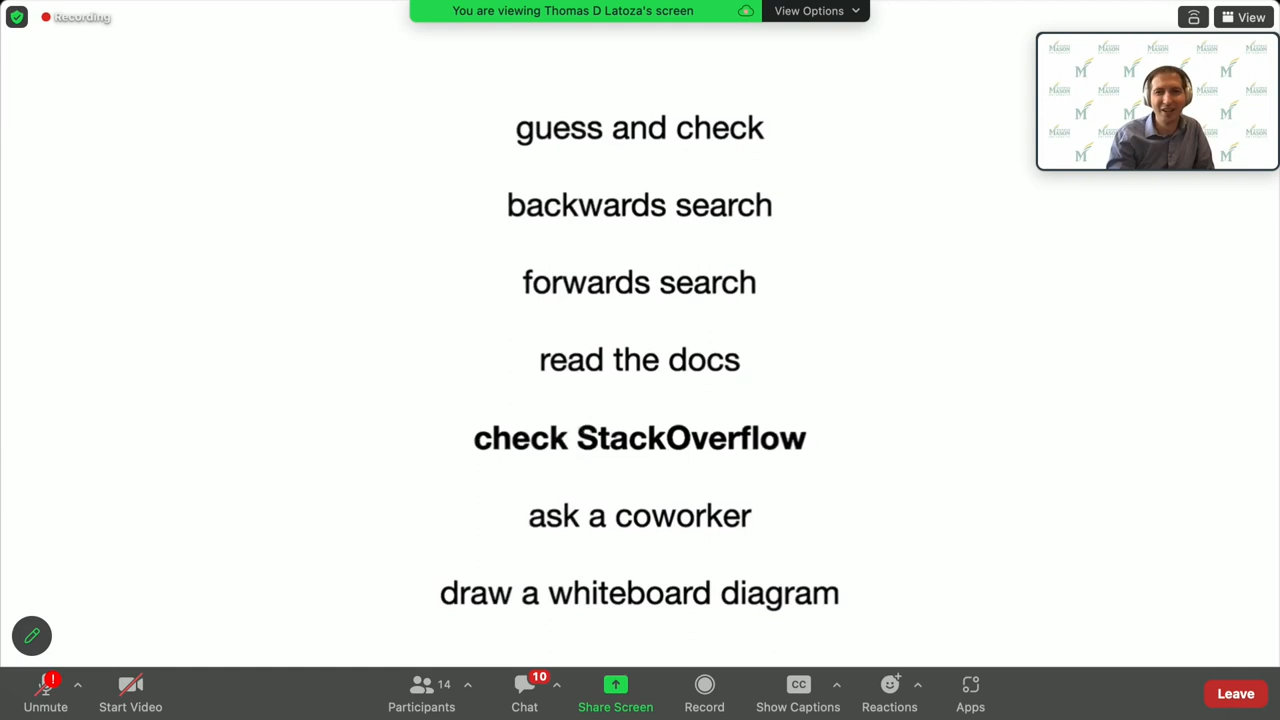 Recording
You are viewing Thomas D Latoza's screen
View Options
View
guess and check
backwards search
forwards search
read the docs
check StackOverflow
ask a coworker
draw a whiteboard diagram
Unmute
Start Video
14
Participants
10
Chat
Share Screen
Record
CC
Show Captions
Reactions
Apps
Leave